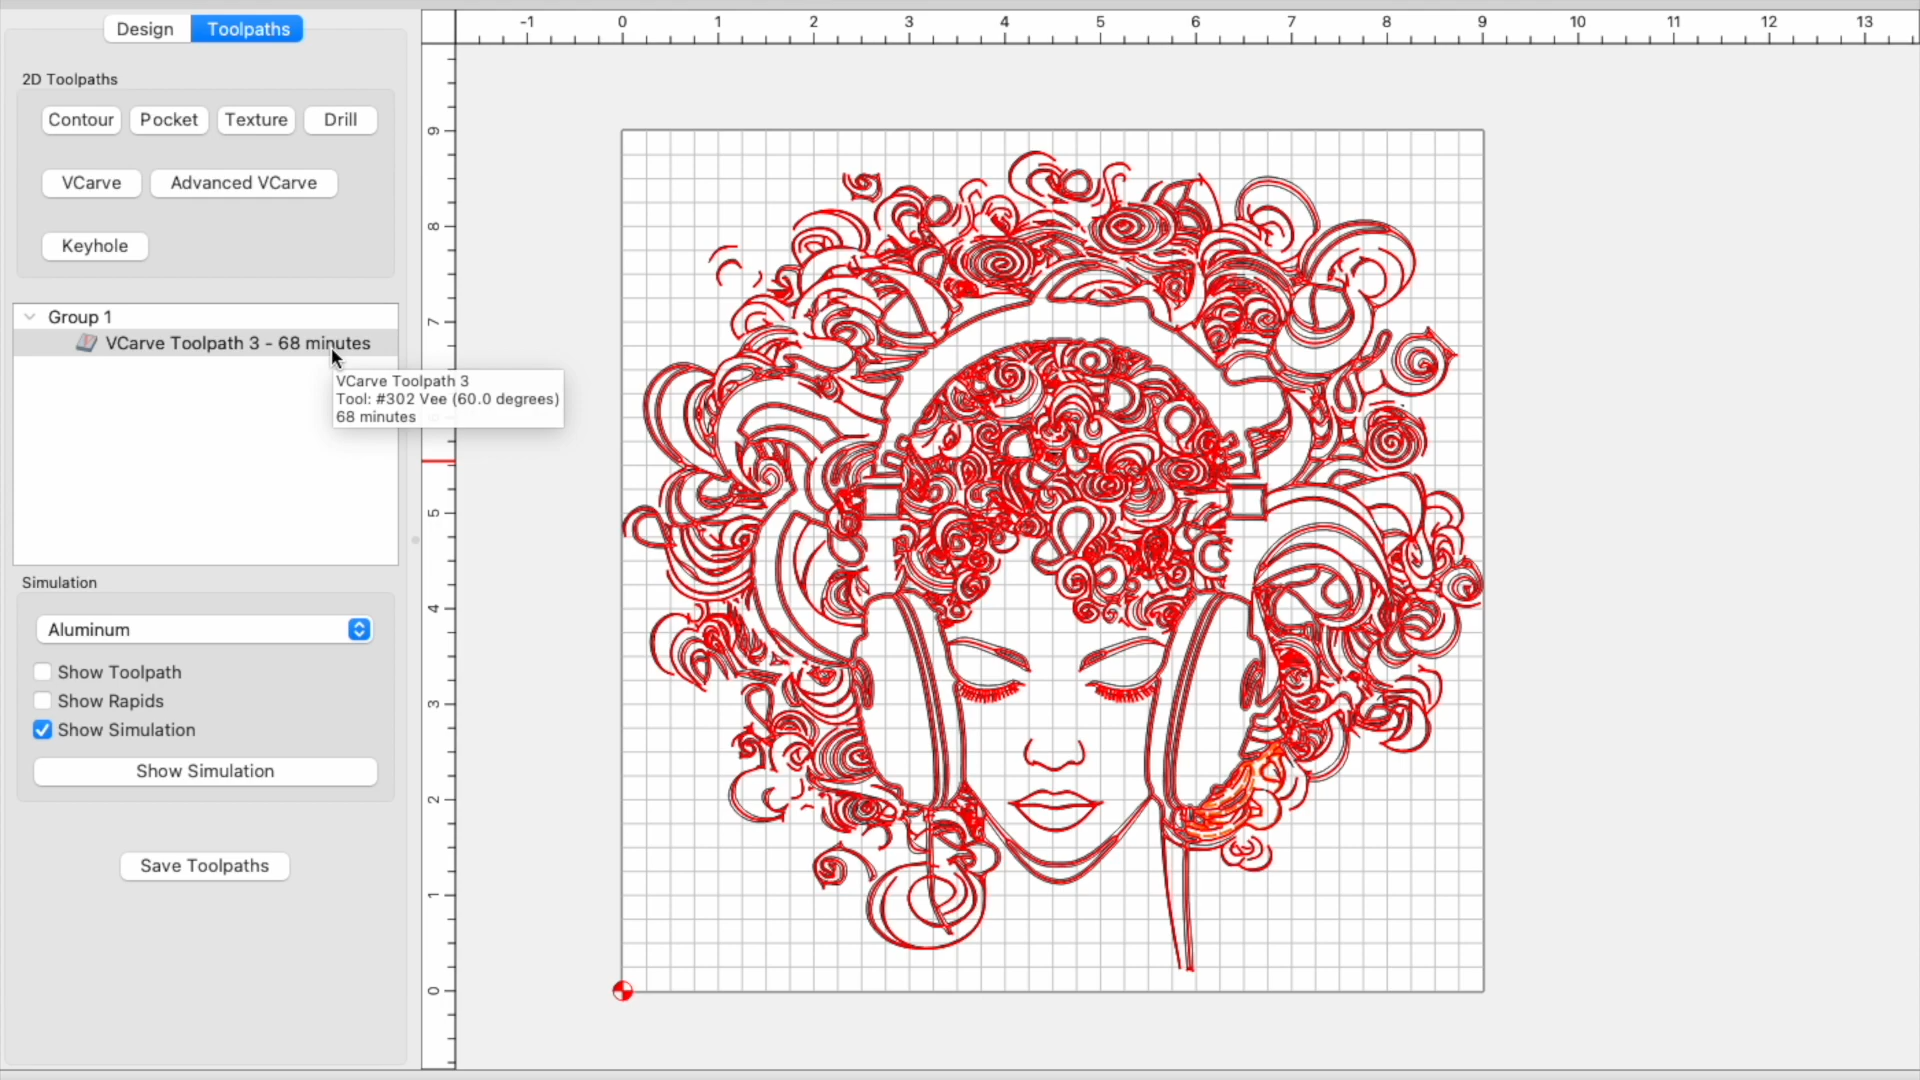 Design Toolpaths
-1 0 1 2 3 4 5 6 7 8 9 10 11 12 13
2D Toolpaths
Contour Pocket Texture Drill
VCarve Advanced VCarve
Keyhole
Group 1
VCarve Toolpath 3 - 68 minutes
VCarve Toolpath 3
Tool: #302 Vee (60.0 degrees)
68 minutes
Simulation
Aluminum
Show Toolpath
Show Rapids
Show Simulation
Show Simulation
Save Toolpaths
9
8
7
5
4
3
2
1
0